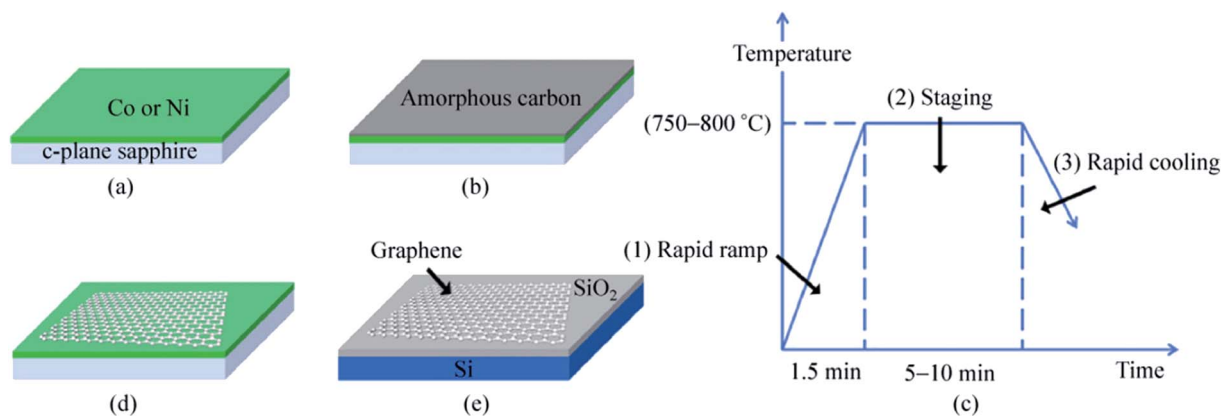 Co or Ni
c-plane sapphire
(a)
Amorphous carbon
(b)
Temperature
(750–800 °C)
(2) Staging
(3) Rapid cooling
(1) Rapid ramp
1.5 min
5–10 min
Time
(c)
(d)
Graphene
SiO₂
Si
(e)